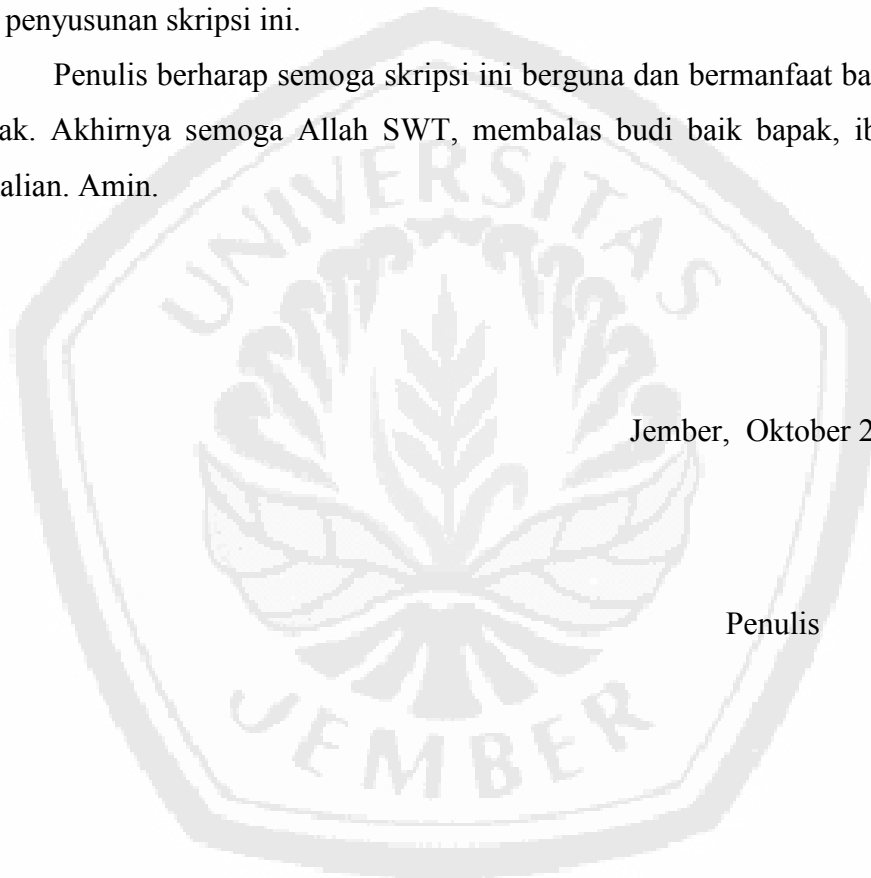 penyusunan skripsi ini.
Penulis berharap semoga skripsi ini berguna dan bermanfaat ba
ak. Akhirnya semoga Allah SWT, membalas budi baik bapak, ib
alian. Amin.
UNIVERSITAS
Jember, Oktober 2
Penulis
JEMBER